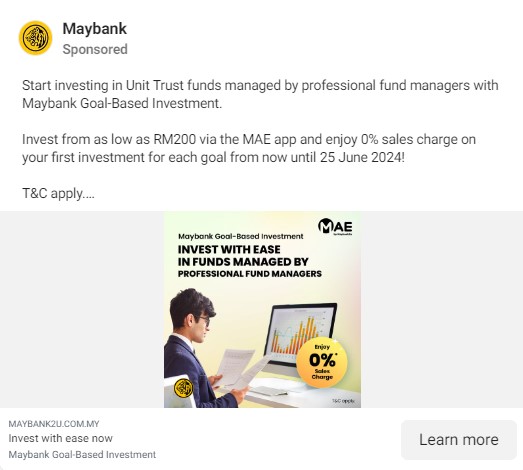 Maybank
Sponsored
Start investing in Unit Trust funds managed by professional fund managers with
Maybank Goal-Based Investment.
Invest from as low as RM200 via the MAE app and enjoy 0% sales charge on
your first investment for each goal from now until 25 June 2024!
T&C apply....
MAE
Maybank Goal-Based Investment
INVEST WITH EASE
IN FUNDS MANAGED BY
PROFESSIONAL FUND MANAGERS
Enjoy
0%*
Sales
Charge
T&C apply.
MAYBANK2U.COM.MY
Invest with ease now
Maybank Goal-Based Investment
Learn more